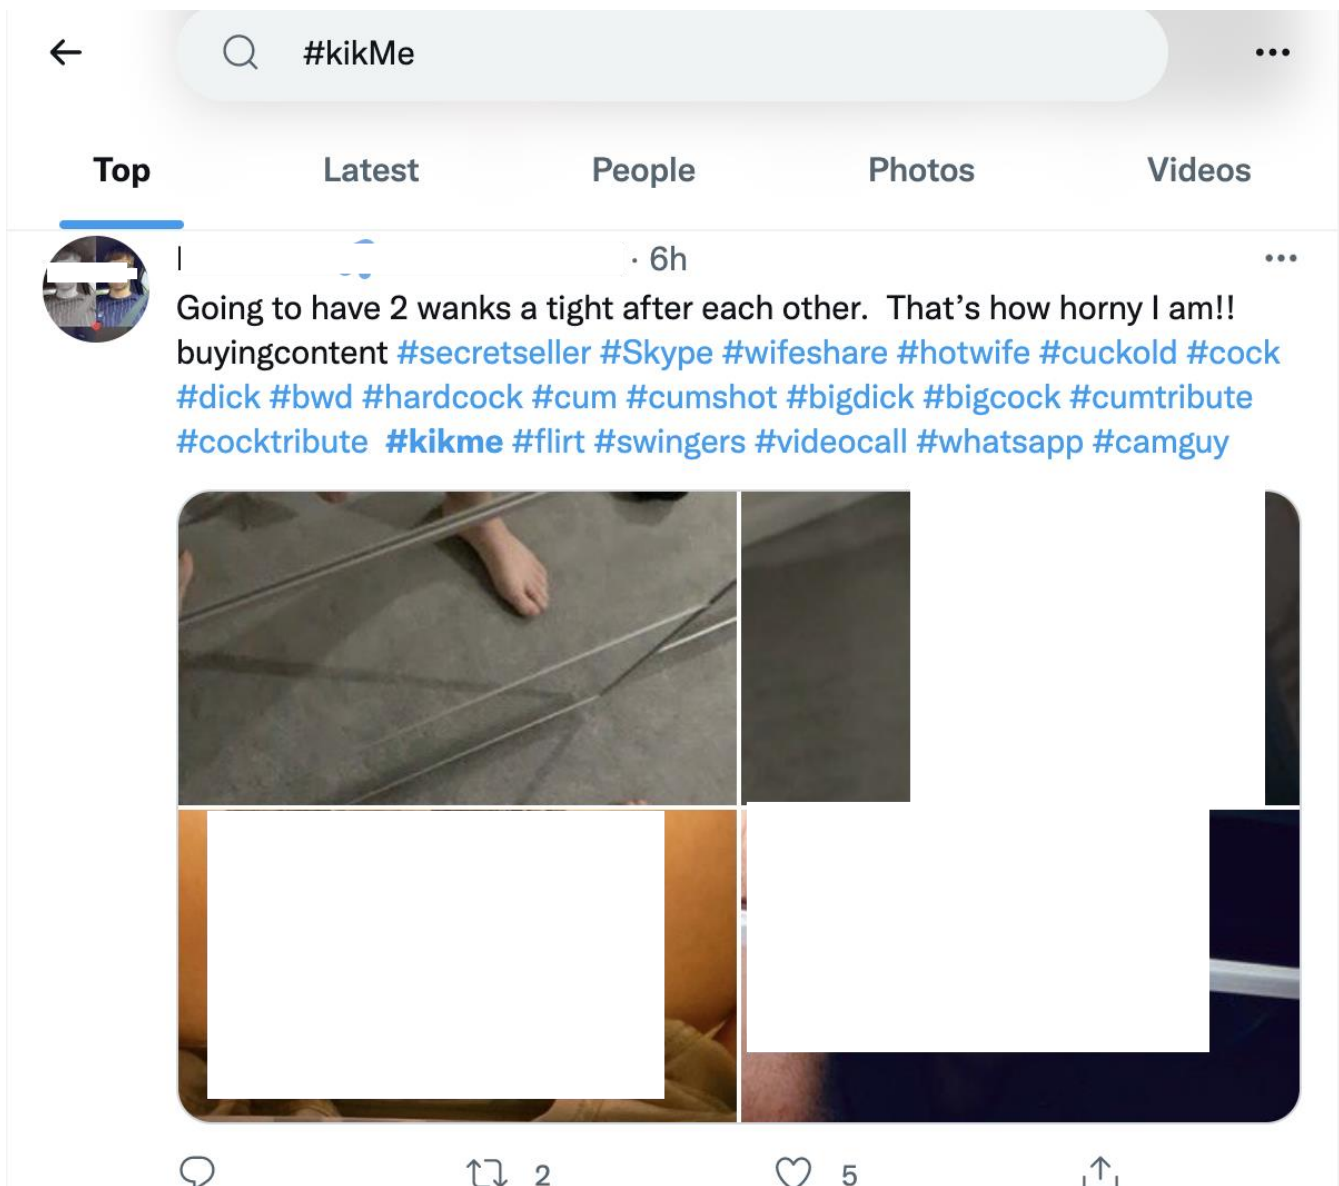 #kikMe
Top Latest People Photos Videos
· 6h
Going to have 2 wanks a tight after each other.  That's how horny I am!!
buyingcontent #secretseller #Skype #wifeshare #hotwife #cuckold #cock
#dick #bwd #hardcock #cum #cumshot #bigdick #bigcock #cumtribute
#cocktribute  #kikme #flirt #swingers #videocall #whatsapp #camguy
2 5